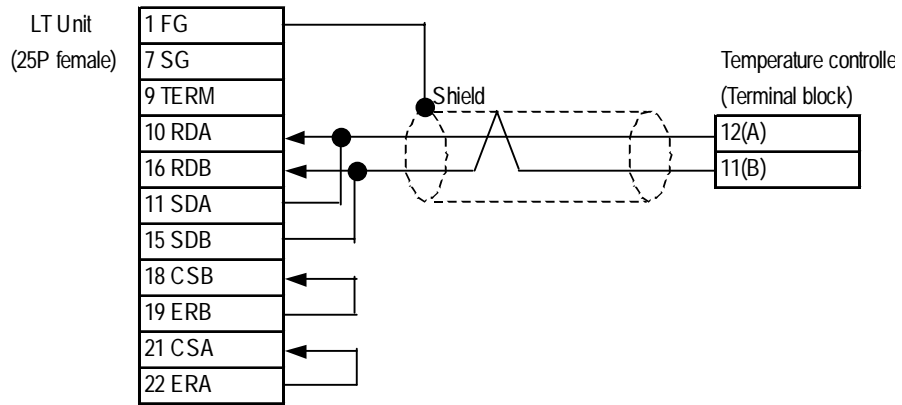 LT Unit
(25P female)
1 FG
7 SG
9 TERM
10 RDA
16 RDB
11 SDA
15 SDB
18 CSB
19 ERB
21 CSA
22 ERA
Shield
Temperature controlle
(Terminal block)
12(A)
11(B)